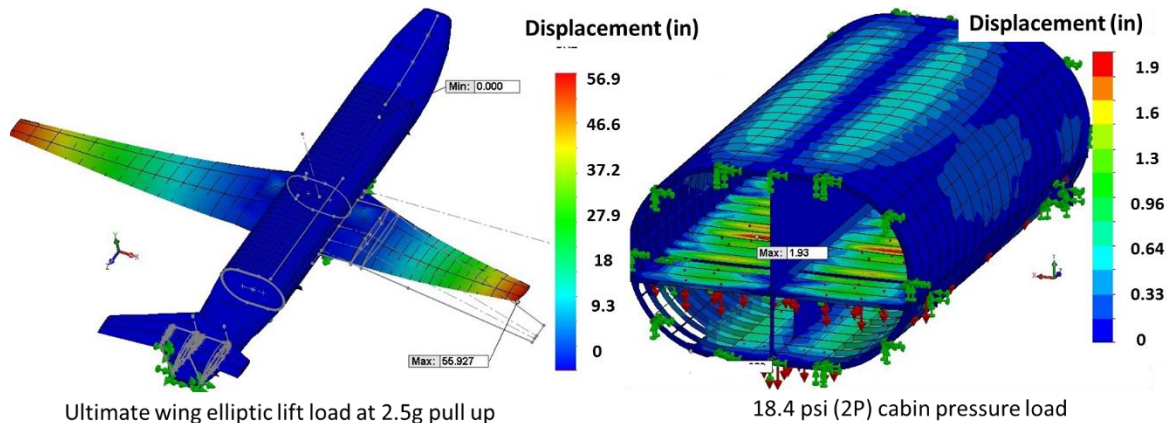 Displacement (in)
Min: 0.000
56.9
46.6
37.2
27.9
18
9.3
0
Max: 55.927
Ultimate wing elliptic lift load at 2.5g pull up
Displacement (in)
1.9
1.6
1.3
0.96
0.64
0.33
0
Max: 1.93
18.4 psi (2P) cabin pressure load